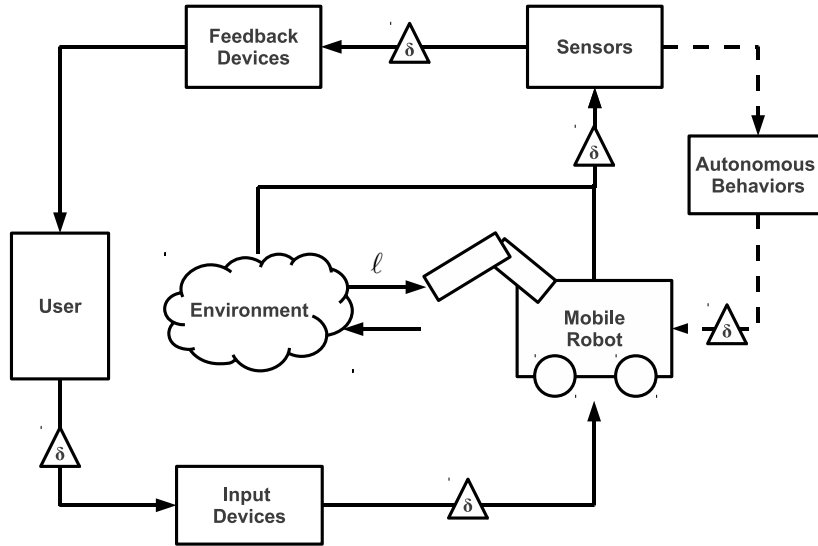 Feedback
Devices
δ
Sensors
δ
Autonomous
Behaviors
User
Environment
ℓ
Mobile
Robot
δ
δ
Input
Devices
δ